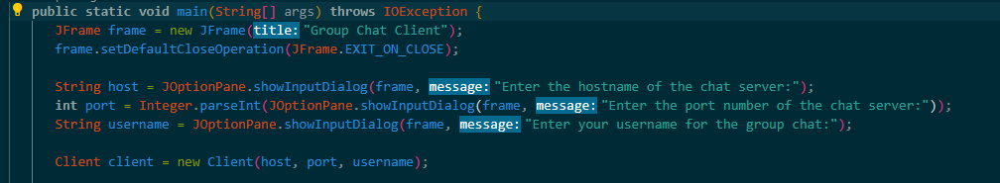 public static void main(String[] args) throws IOException {
JFrame frame = new JFrame(title: "Group Chat Client");
frame.setDefaultCloseOperation(JFrame.EXIT_ON_CLOSE);
String host = JOptionPane.showInputDialog(frame, message: "Enter the hostname of the chat server:");
int port = Integer.parseInt(JOptionPane.showInputDialog(frame, message: "Enter the port number of the chat server:"));
String username = JOptionPane.showInputDialog(frame, message: "Enter your username for the group chat:");
Client client = new Client(host, port, username);